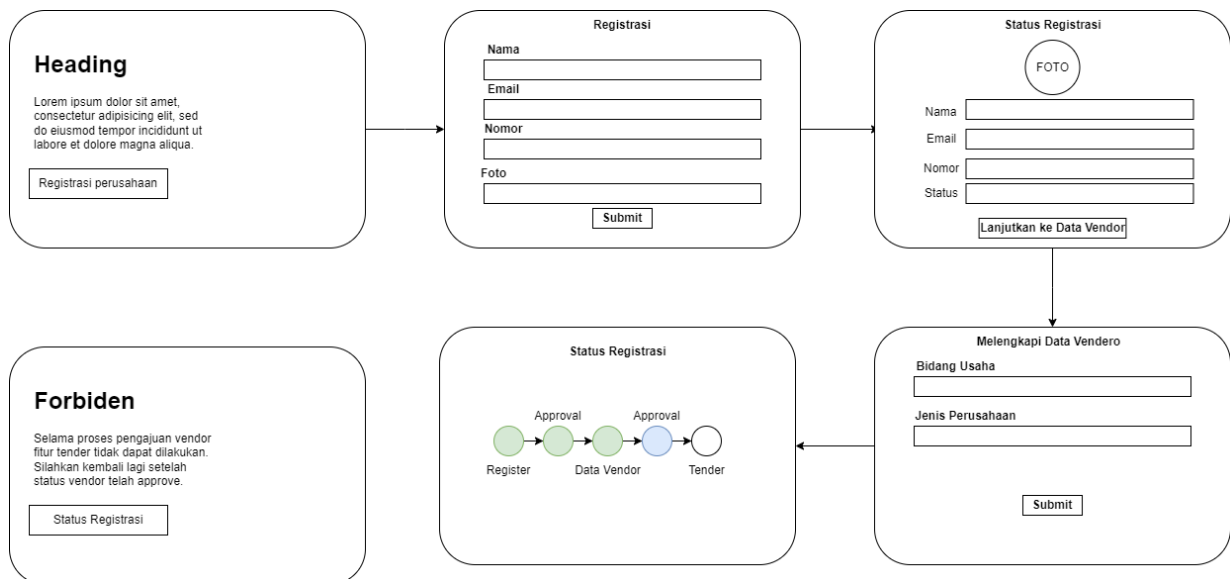 Heading
Lorem ipsum dolor sit amet,
consectetur adipisicing elit, sed
do eiusmod tempor incididunt ut
labore et dolore magna aliqua.
Registrasi perusahaan
Registrasi
Nama
Email
Nomor
Foto
Submit
Status Registrasi
FOTO
Nama
Email
Nomor
Status
Lanjutkan ke Data Vendor
Forbiden
Selama proses pengajuan vendor
fitur tender tidak dapat dilakukan.
Silahkan kembali lagi setelah
status vendor telah approve.
Status Registrasi
Status Registrasi
Approval
Approval
Register
Data Vendor
Tender
Melengkapi Data Vendero
Bidang Usaha
Jenis Perusahaan
Submit